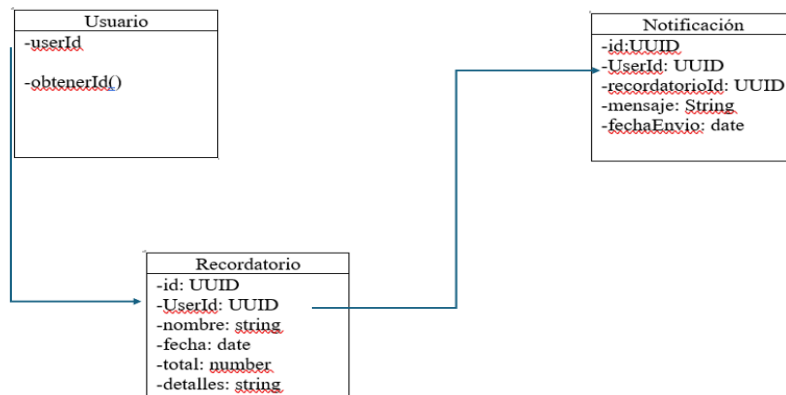 Usuario
-userId
-obtenerId()
Notificación
-id:UUID
-UserId: UUID
-recordatorioId: UUID
-mensaje: String
-fechaEnvio: date
Recordatorio
-id: UUID
-UserId: UUID
-nombre: string
-fecha: date
-total: number
-detalles: string